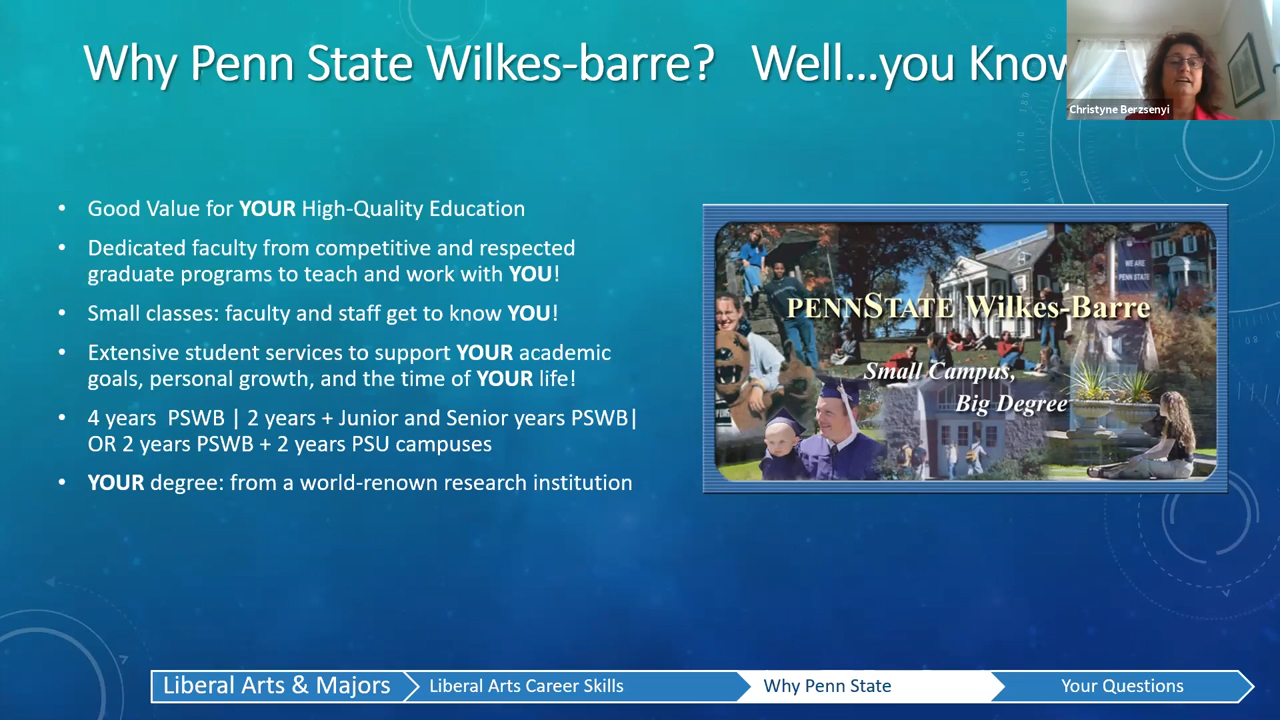 Why Penn State Wilkes-barre? Well...you Know
Christyne Berzsenyi
• Good Value for YOUR High-Quality Education
• Dedicated faculty from competitive and respected
graduate programs to teach and work with YOU!
• Small classes: faculty and staff get to know YOU!
• Extensive student services to support YOUR academic
goals, personal growth, and the time of YOUR life!
• 4 years PSWB | 2 years + Junior and Senior years PSWB|
OR 2 years PSWB + 2 years PSU campuses
• YOUR degree: from a world-renown research institution
WE ARE
PENN STATE
PENNSTATE Wilkes-Barre
Small Campus,
Big Degree
Liberal Arts & Majors
Liberal Arts Career Skills
Why Penn State
Your Questions